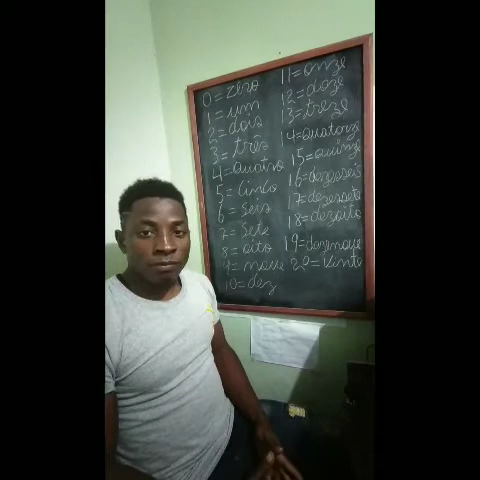 0=zéro
1=um
2=dois
3=três
4=quatro
5=cinco
6=seis
7=sete
8=oito
9=nove
10=dez
11=onze
12=doze
13=treze
14=quatorze
15=quinze
16=dezesseis
17=dezessete
18=dezoito
19=dozenove
20=vinte